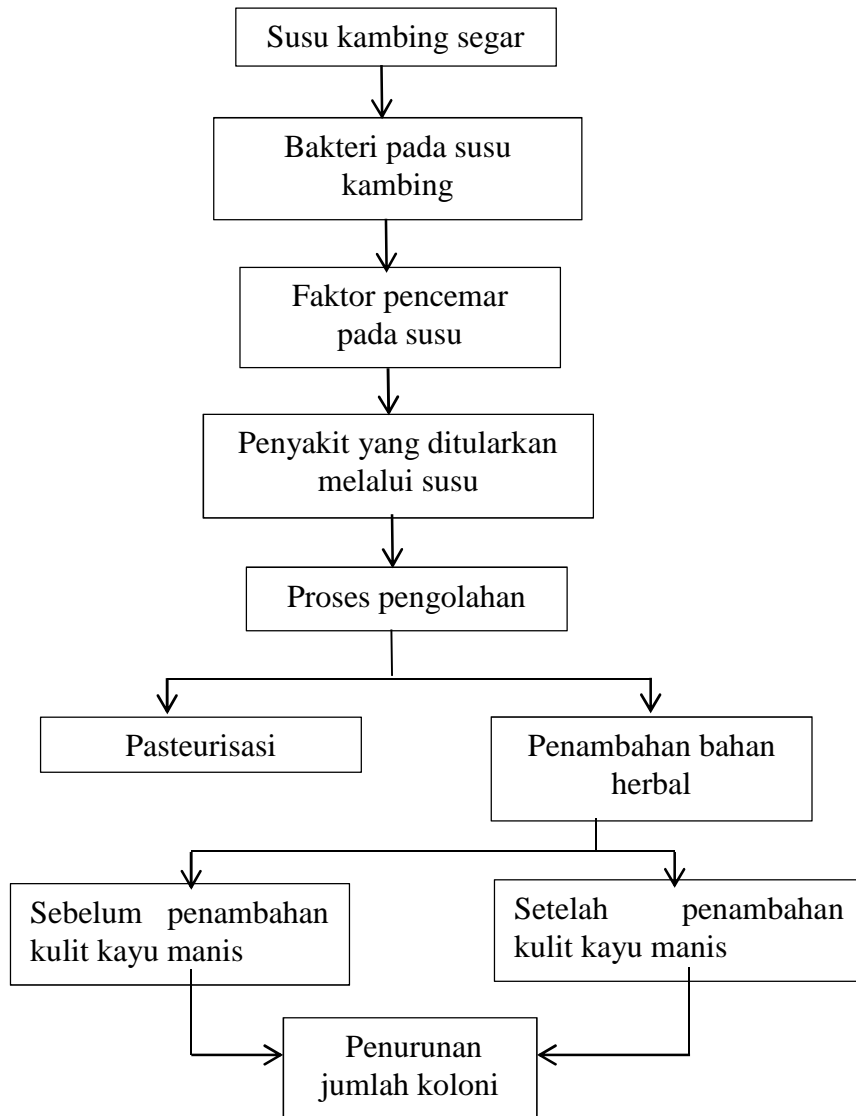 Susu kambing segar
Bakteri pada susu
kambing
Faktor pencemar
pada susu
Penyakit yang ditularkan
melalui susu
Proses pengolahan
Pasteurisasi
Penambahan bahan
herbal
Sebelum penambahan
kulit kayu manis
Setelah penambahan
kulit kayu manis
Penurunan
jumlah koloni